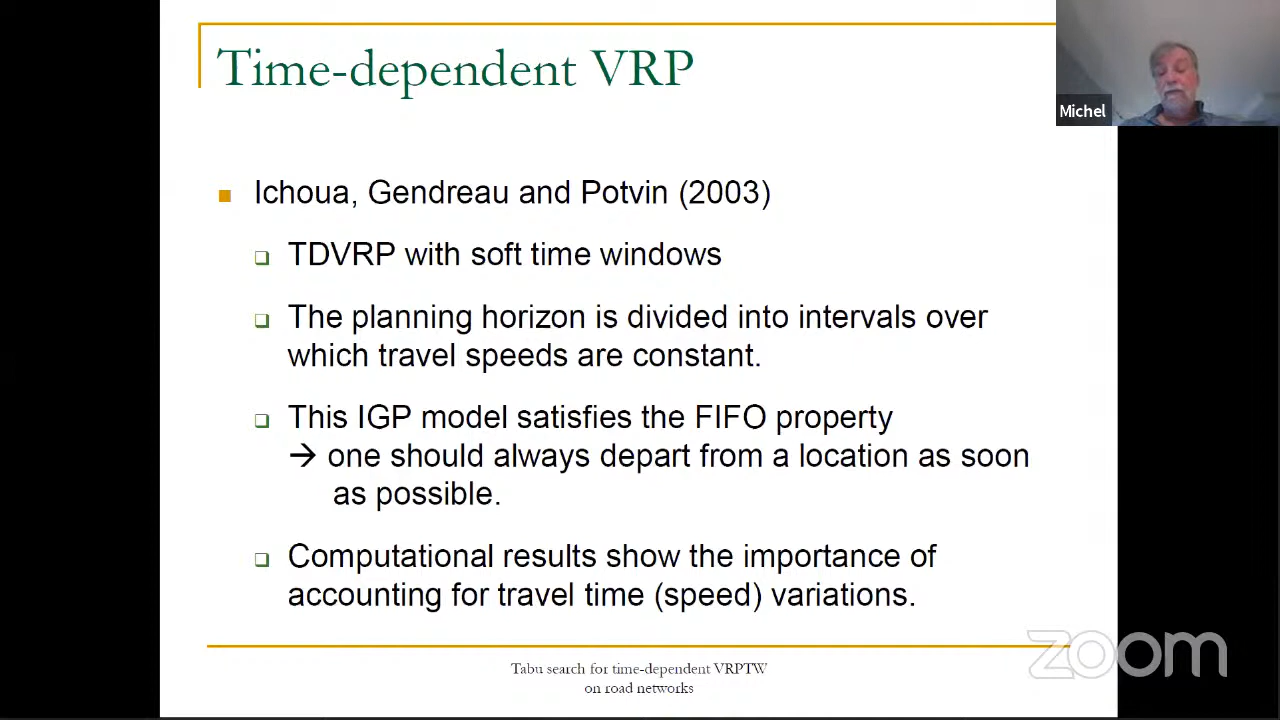 Time-dependent VRP
Michel
Ichoua, Gendreau and Potvin (2003)
TDVRP with soft time windows
The planning horizon is divided into intervals over
which travel speeds are constant.
This IGP model satisfies the FIFO property
→ one should always depart from a location as soon
as possible.
Computational results show the importance of
accounting for travel time (speed) variations.
Tabu search for time-dependent VRPTW
on road networks
zoom